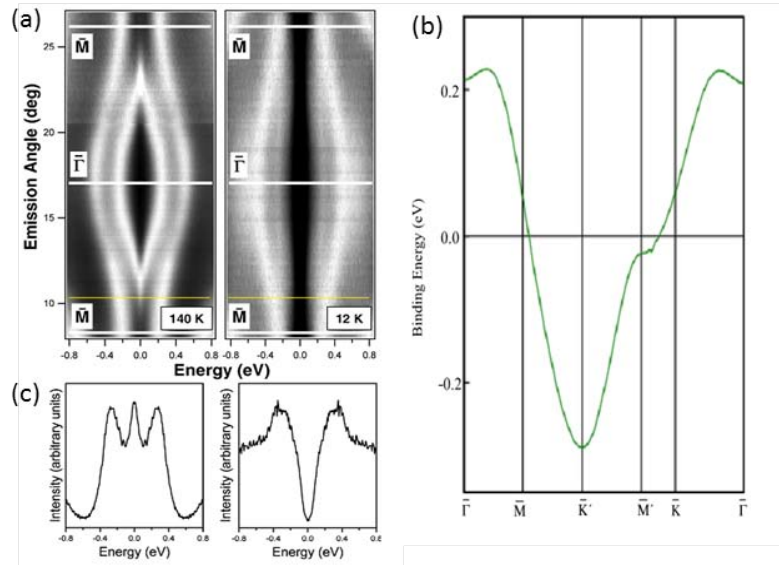 (a)
M̄
Γ̄
M̄
140 K
M̄
Γ̄
M̄
12 K
Emission Angle (deg)
25
20
15
10
-0.8 -0.4 0.0 0.4 0.8
-0.8 -0.4 0.0 0.4 0.8
Energy (eV)
(b)
Binding Energy (eV)
0.2
0.0
-0.2
Γ̄ M̄ K̄´ M̄´ K̄ Γ̄
(c)
Intensity (arbitrary units)
-0.8 -0.4 0.0 0.4 0.8
Energy (eV)
Intensity (arbitrary units)
-0.8 -0.4 0.0 0.4 0.8
Energy (eV)